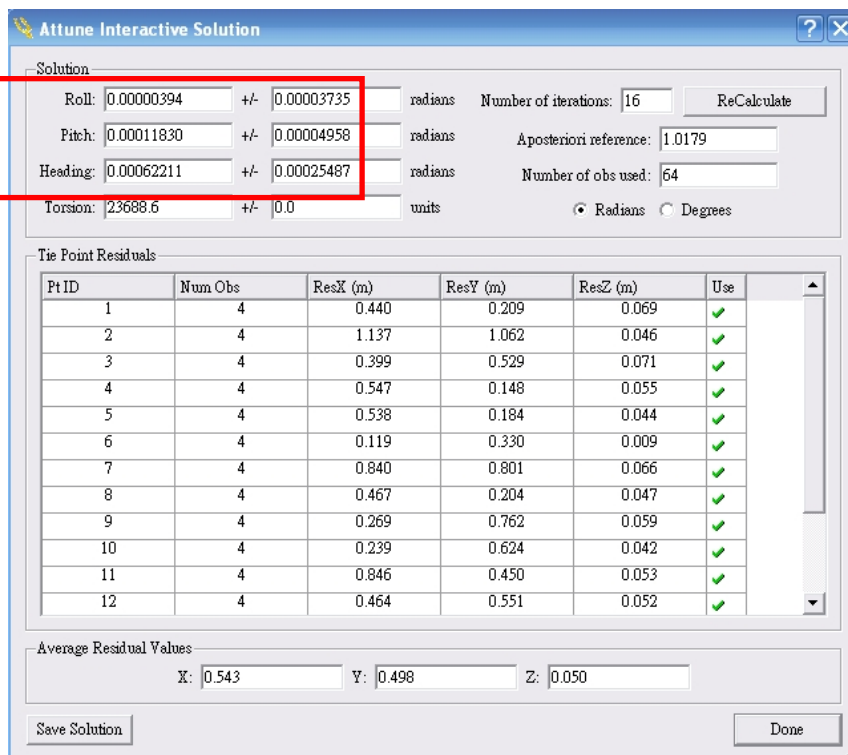 Attune Interactive Solution
Solution
Roll: 0.00000394 +/- 0.00003735 radians Number of iterations: 16 ReCalculate
Pitch: 0.00011830 +/- 0.00004958 radians Aposteriori reference: 1.0179
Heading: 0.00062211 +/- 0.00025487 radians Number of obs used: 64
Torsion: 23688.6 +/- 0.0 units Radians Degrees
Tie Point Residuals
Pt ID Num Obs ResX (m) ResY (m) ResZ (m) Use
1 4 0.440 0.209 0.069
2 4 1.137 1.062 0.046
3 4 0.399 0.529 0.071
4 4 0.547 0.148 0.055
5 4 0.538 0.184 0.044
6 4 0.119 0.330 0.009
7 4 0.840 0.801 0.066
8 4 0.467 0.204 0.047
9 4 0.269 0.762 0.059
10 4 0.239 0.624 0.042
11 4 0.846 0.450 0.053
12 4 0.464 0.551 0.052
Average Residual Values
X: 0.543 Y: 0.498 Z: 0.050
Save Solution Done